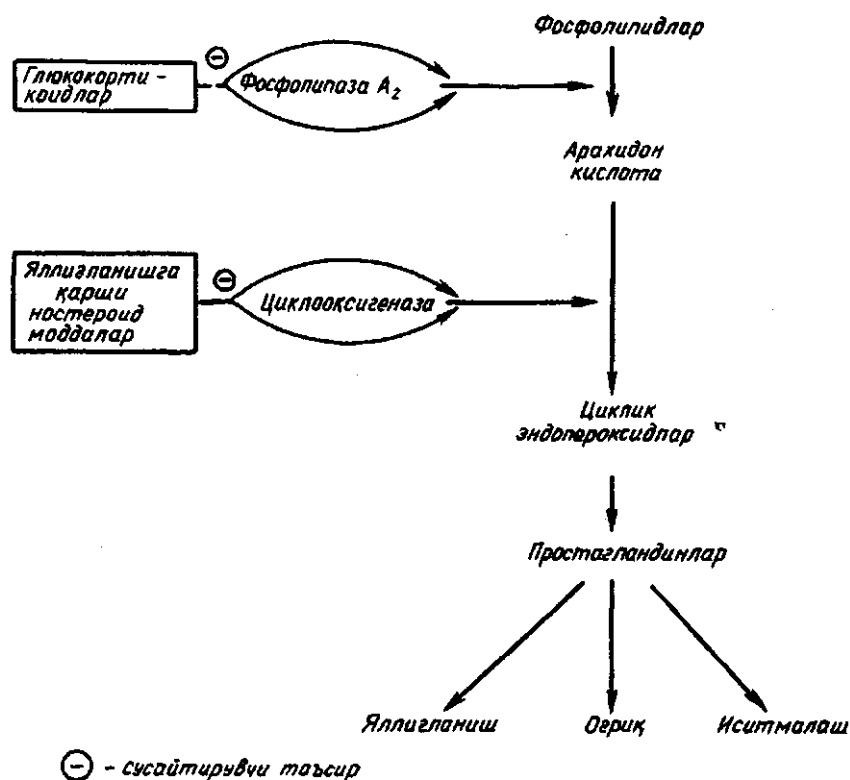 Фосфолипидлар
⊖
Глюкокорти -
коидлар
Фосфолипаза А₂
Арахидон
кислота
Яллиғланишга
қарши
ностероид
моддалар
⊖
Циклооксигеназа
Циклик
эндопероксидлар
Простагландинлар
Яллиғланиш
Оғриқ
Иситмалаш
⊖ - сусайтирувчи таъсир